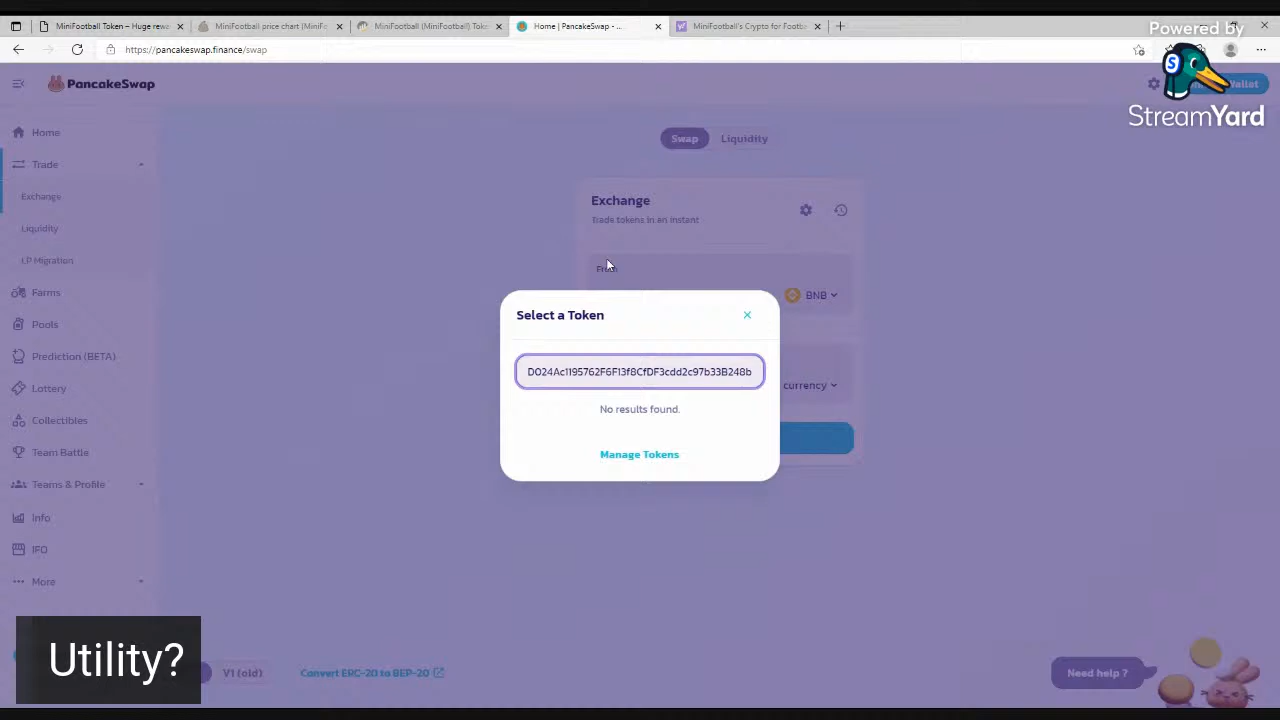 MiniFootball Token – Huge rewa
MiniFootball price chart (MiniFo
MiniFootball (MiniFootball) Tok
Home | PancakeSwap - ...
MiniFootball's Crypto for Footb
https://pancakeswap.finance/swap
Powered by
StreamYard
PancakeSwap
Home
Trade
Exchange
Liquidity
LP Migration
Farms
Pools
Prediction (BETA)
Lottery
Collectibles
Team Battle
Teams & Profile
Info
IFO
More
Swap
Liquidity
Exchange
Trade tokens in an instant
From
BNB
Select a Token
D024Ac1195762F6F13f8CfDF3cdd2c97b33B248b
No results found.
Manage Tokens
currency
Utility?
V1 (old)
Convert ERC-20 to BEP-20
Need help ?